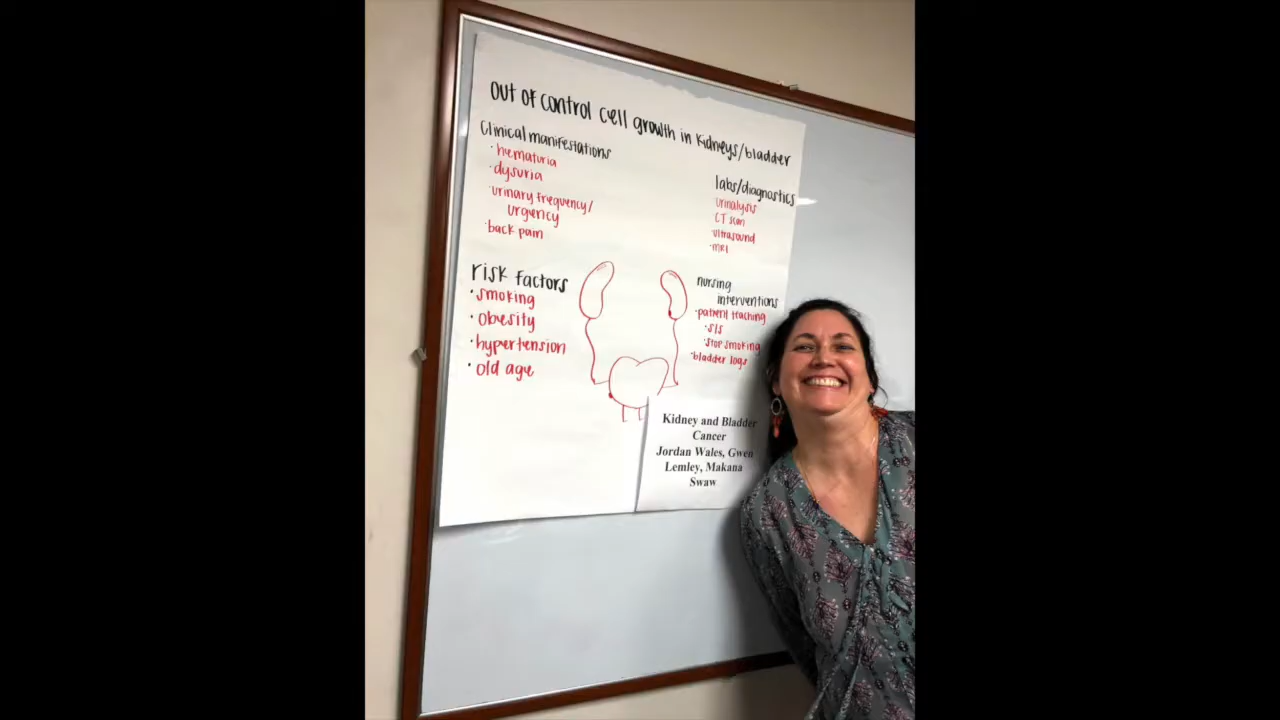 out of control cell growth in kidneys/bladder
Clinical manifestations
· hematuria
· dysuria
· urinary frequency/
urgency
· back pain
labs/diagnostics
· urinalysis
· CT scan
· ultrasound
· MRI
risk factors
· smoking
· obesity
· hypertension
· old age
nursing
interventions
· patient teaching
· s/s
· stop smoking
· bladder logs
Kidney and Bladder
Cancer
Jordan Wales, Gwen
Lemley, Makana
Swaw